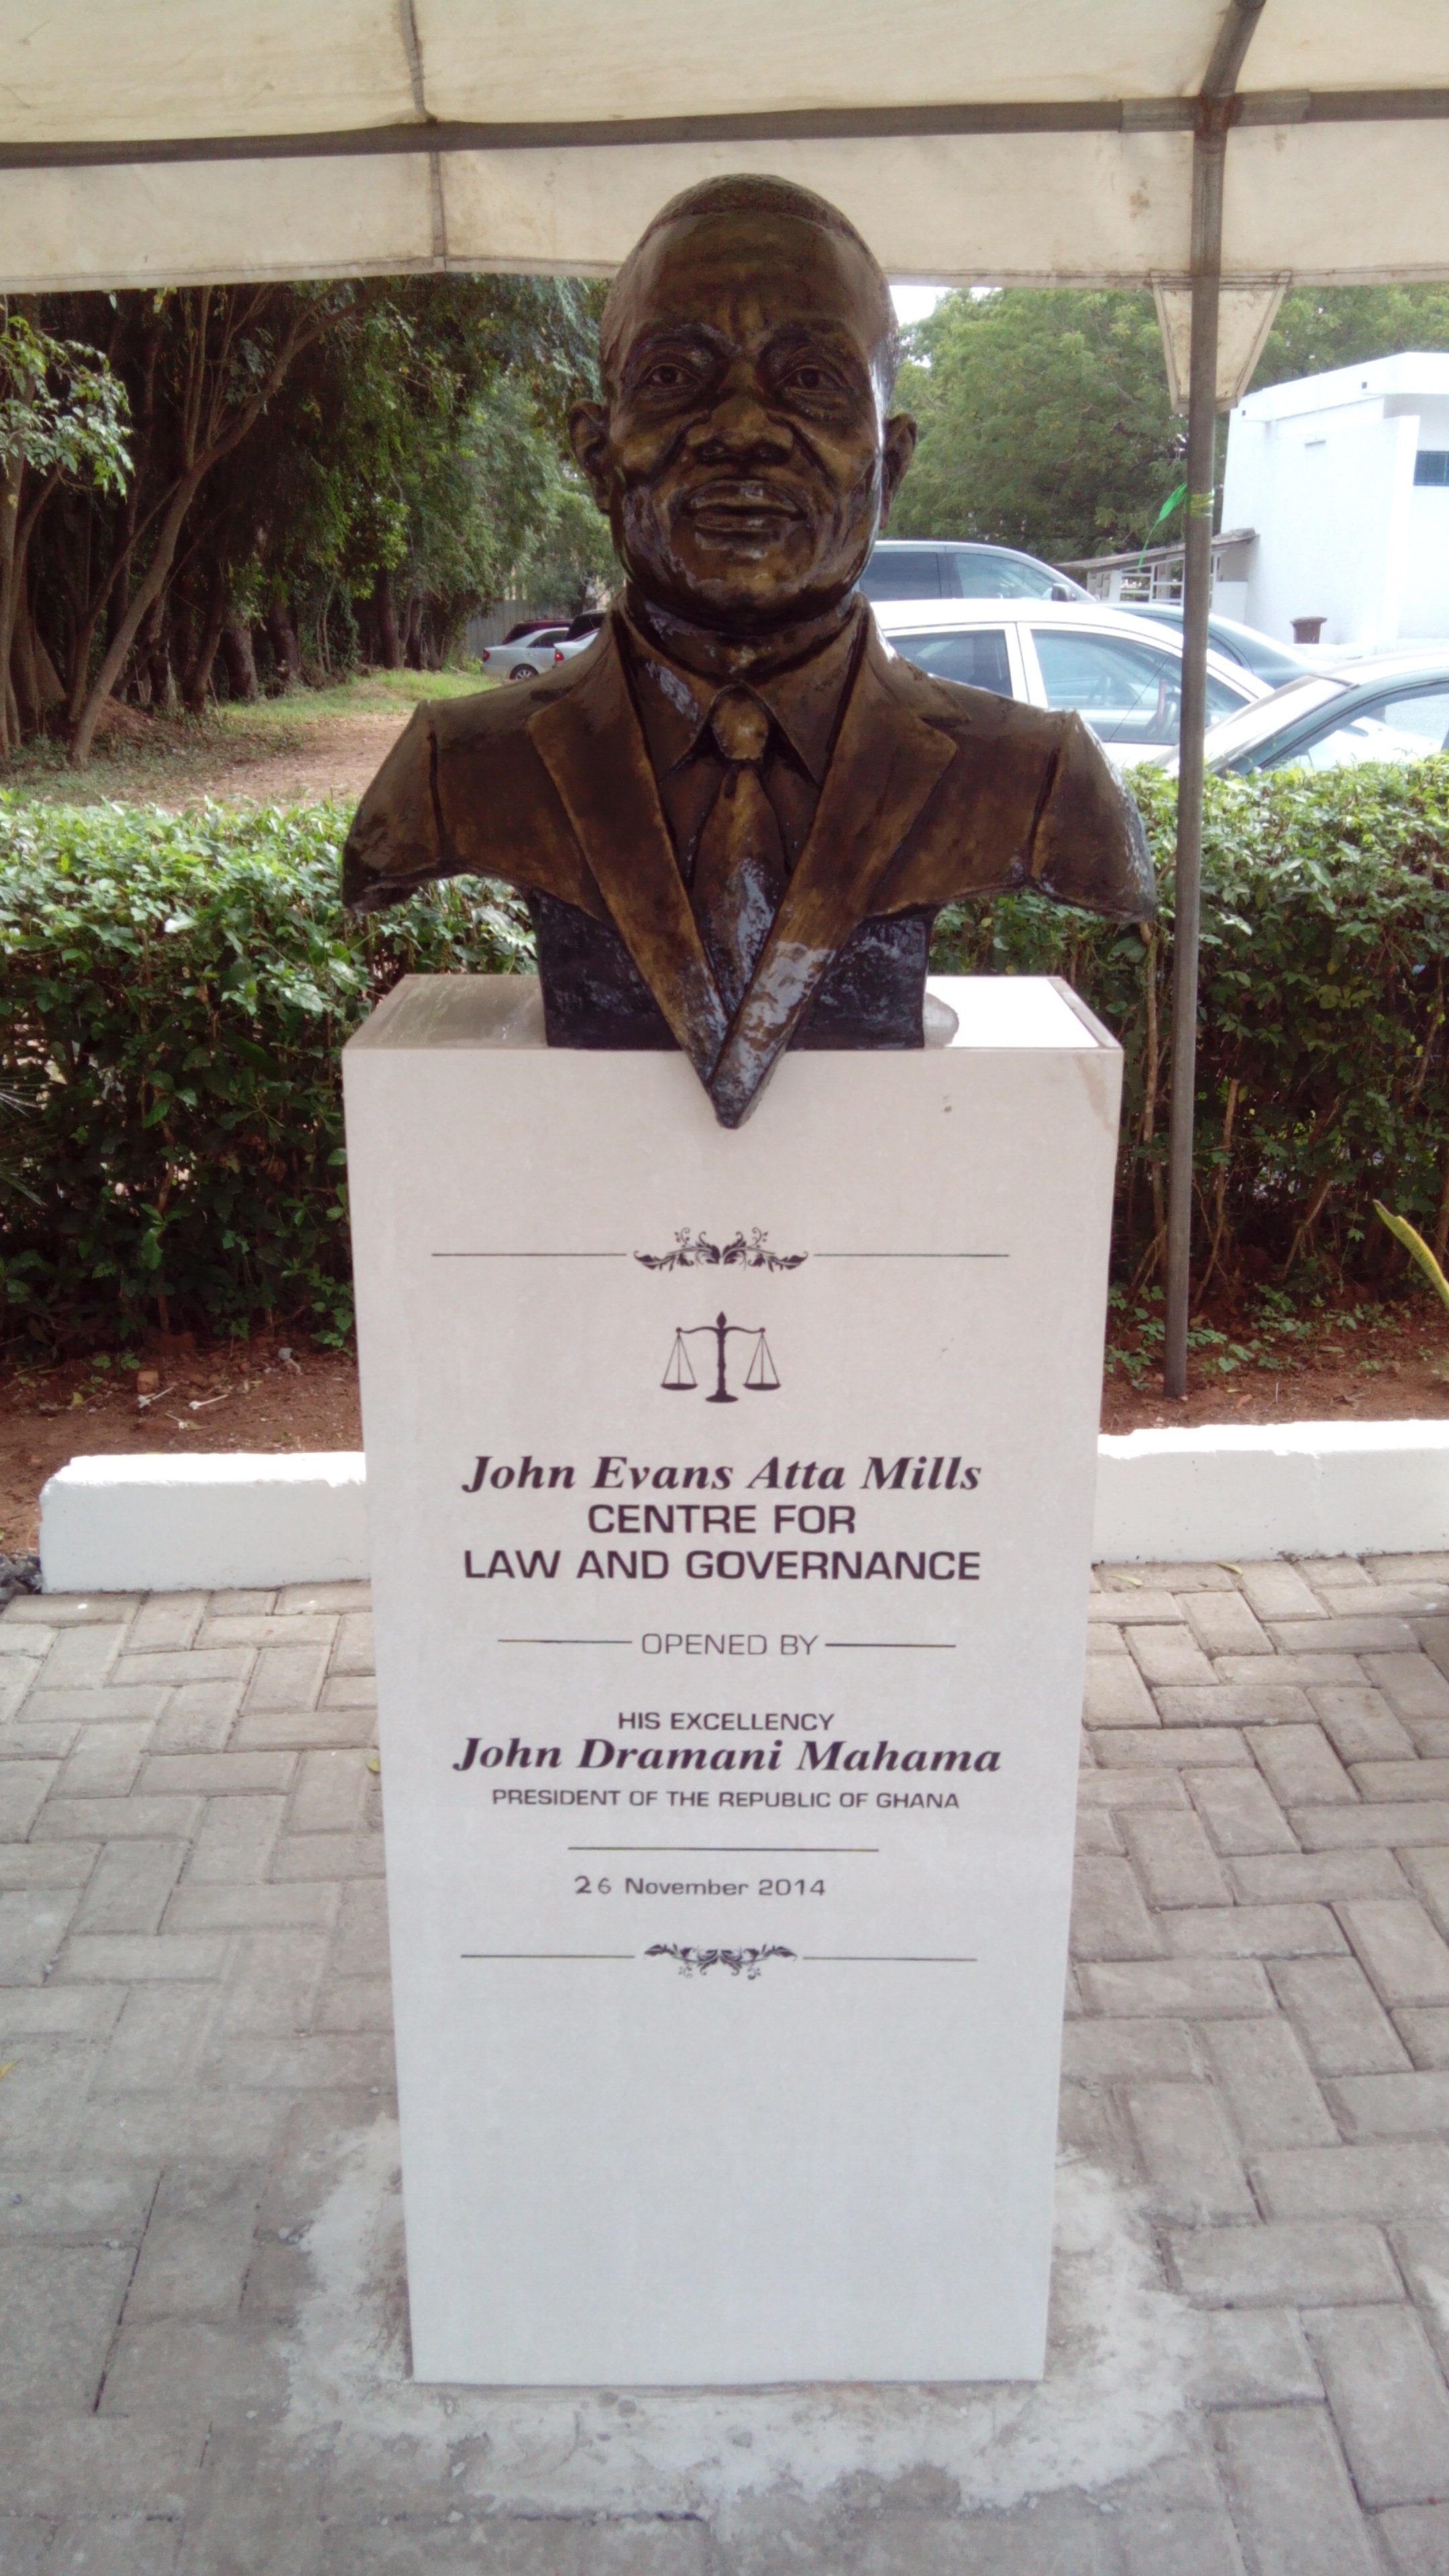 John Evans Atta Mills
CENTRE FOR
LAW AND GOVERNANCE
OPENED BY
HIS EXCELLENCY
John Dramani Mahama
PRESIDENT OF THE REPUBLIC OF GHANA
26 November 2014